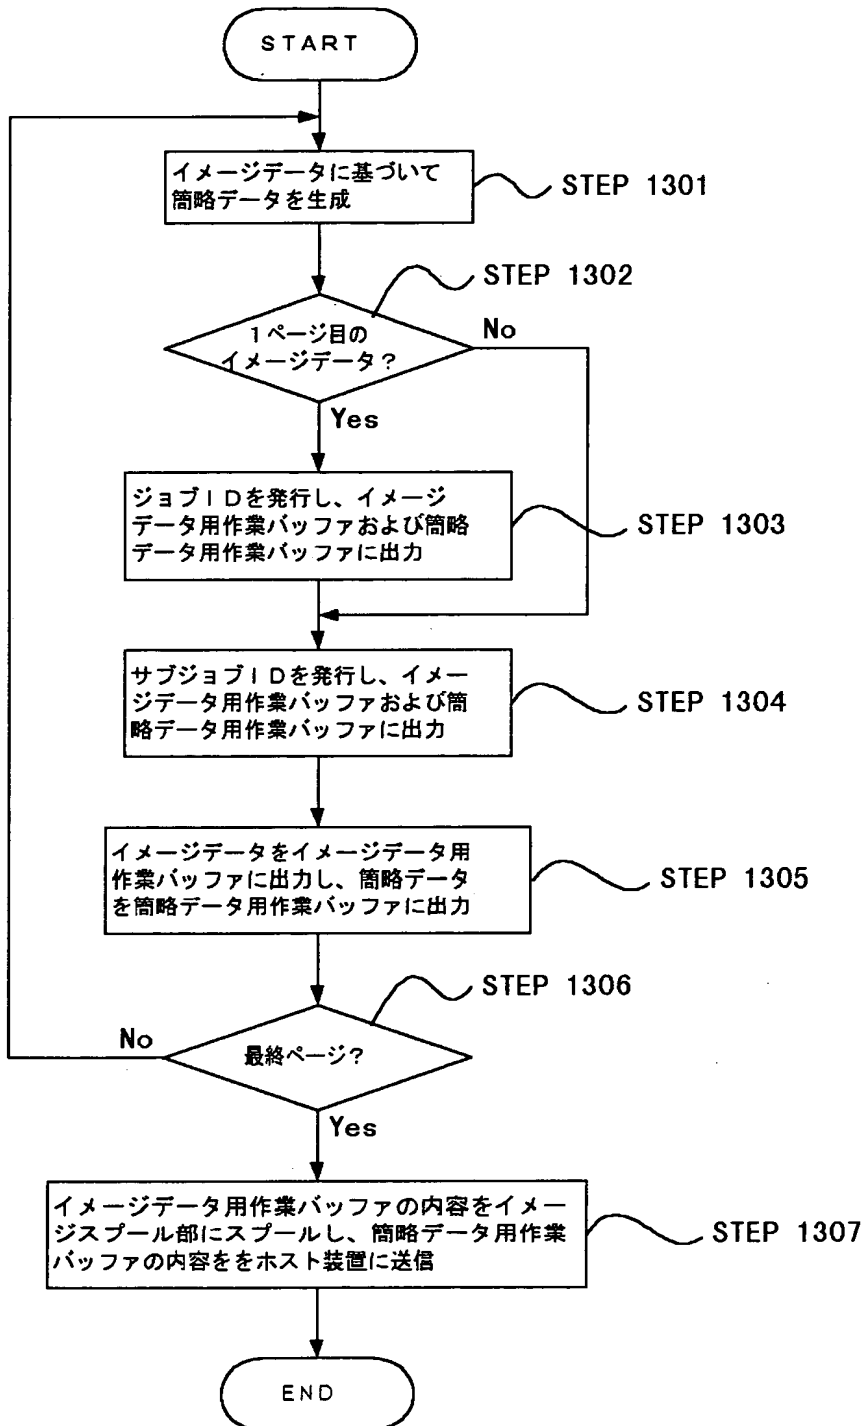 START
イメージデータに基づいて
簡略データを生成
STEP 1301
STEP 1302
1ページ目の
イメージデータ？
No
Yes
ジョブIDを発行し、イメージ
データ用作業バッファおよび簡略
データ用作業バッファに出力
STEP 1303
サブジョブIDを発行し、イメー
ジデータ用作業バッファおよび簡
略データ用作業バッファに出力
STEP 1304
イメージデータをイメージデータ用
作業バッファに出力し、簡略データ
を簡略データ用作業バッファに出力
STEP 1305
STEP 1306
No
最終ページ？
Yes
イメージデータ用作業バッファの内容をイメー
ジスプール部にスプールし、簡略データ用作業
バッファの内容ををホスト装置に送信
STEP 1307
END